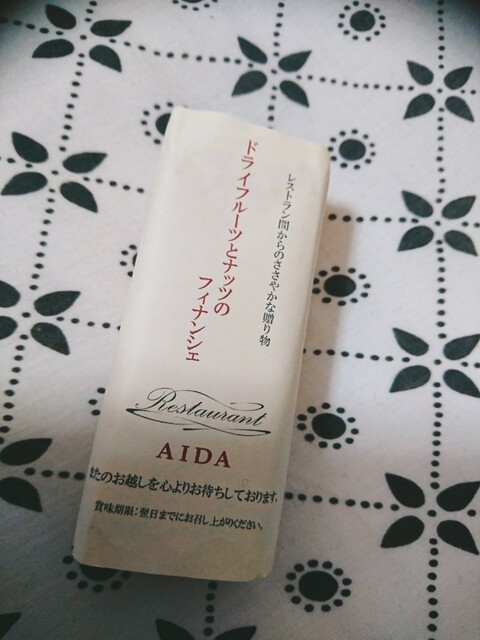 レストラン間からのささやかな贈り物
ドライフルーツとナッツの
フィナンシェ
Restaurant
AIDA
またのお越しを心よりお待ちしております。
賞味期限：翌日までにお召し上がりください。